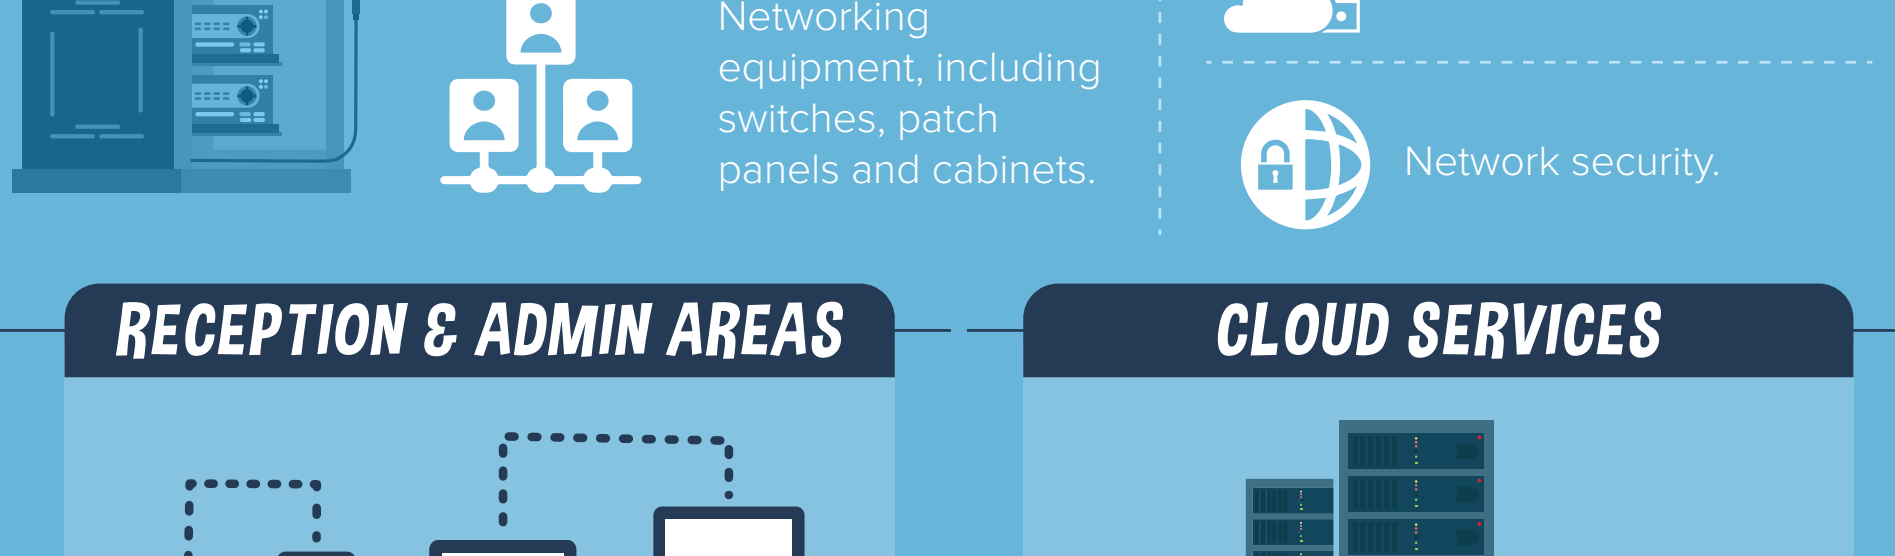 Networking
equipment, including
switches, patch
panels and cabinets.
Network security.
RECEPTION & ADMIN AREAS
CLOUD SERVICES